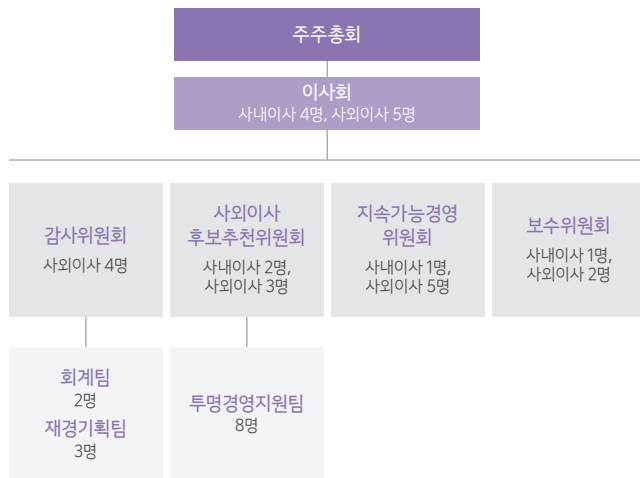 주주총회
이사회
사내이사 4명, 사외이사 5명
감사위원회
사외이사 4명
사외이사
후보추천위원회
사내이사 2명,
사외이사 3명
지속가능경영
위원회
사내이사 1명,
사외이사 5명
보수위원회
사내이사 1명,
사외이사 2명
회계팀
2명
재경기획팀
3명
투명경영지원팀
8명